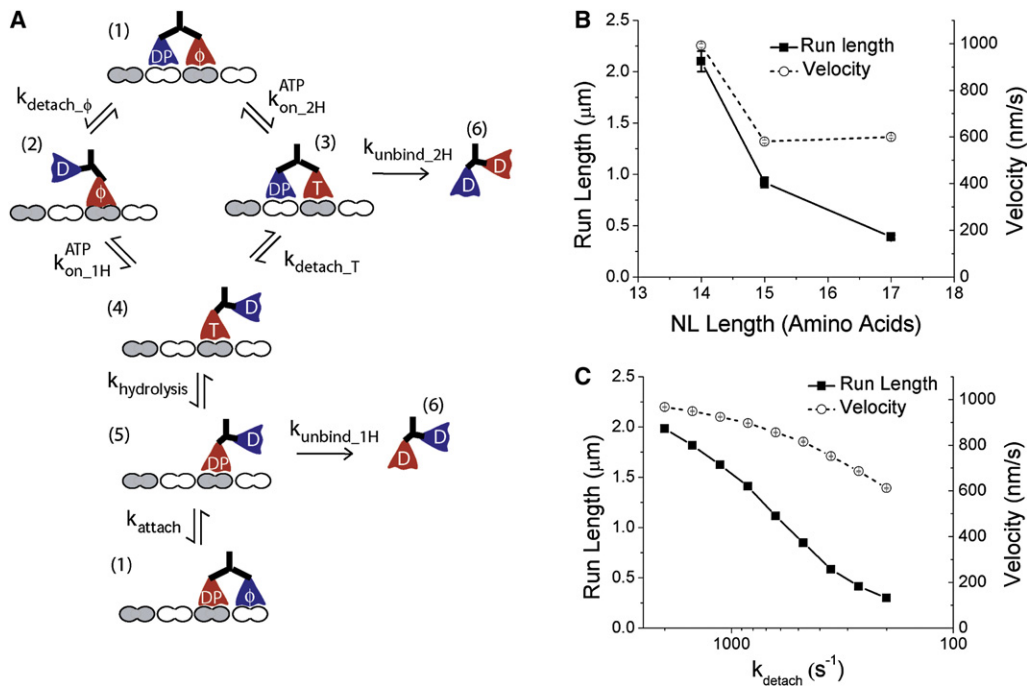 A
(1)
DP ϕ
k_detach_ϕ
k_on_2H^ATP
(2)
D
ϕ
(3)
DP T
k_unbind_2H
(6)
D D
k_on_1H^ATP
k_detach_T
(4)
T D
k_hydrolysis
(5)
DP D
k_unbind_1H
(6)
D D
k_attach
(1)
DP ϕ
B
Run length
Velocity
Run Length (μm)
2.5
2.0
1.5
1.0
0.5
0.0
1000
800
600
400
200
0
Velocity (nm/s)
13 14 15 16 17 18
NL Length (Amino Acids)
C
Run Length
Velocity
Run Length (μm)
2.5
2.0
1.5
1.0
0.5
0.0
1000
800
600
400
200
0
Velocity (nm/s)
1000 100
k_detach (s⁻¹)